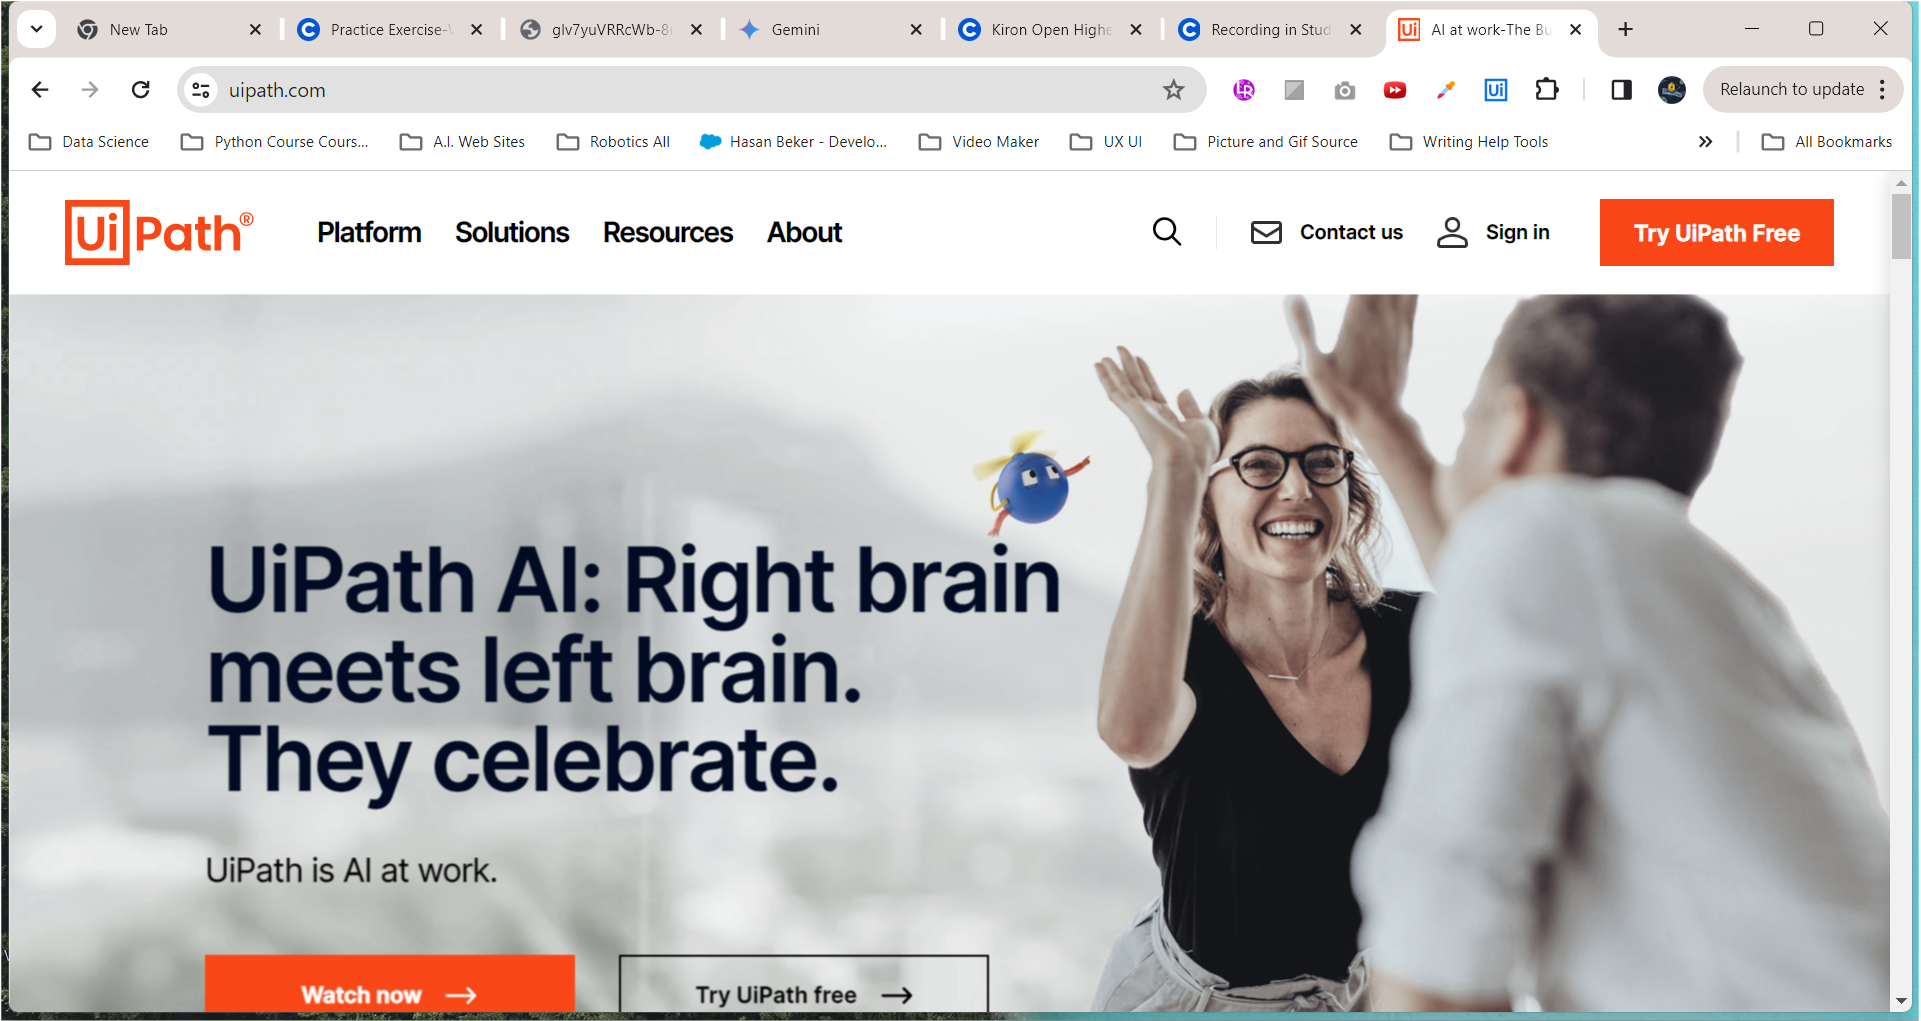 New Tab
Practice Exercise-
glv7yuVRRcWb-8
Gemini
Kiron Open Highe
Recording in Stud
Ui
AI at work-The Bu
uipath.com
Ui
Relaunch to update
Data Science
Python Course Cours...
A.I. Web Sites
Robotics All
Hasan Beker - Develo...
Video Maker
UX UI
Picture and Gif Source
Writing Help Tools
All Bookmarks
UiPath®
Platform
Solutions
Resources
About
Contact us
Sign in
Try UiPath Free
UiPath AI: Right brain
meets left brain.
They celebrate.
UiPath is AI at work.
Watch now
Try UiPath free